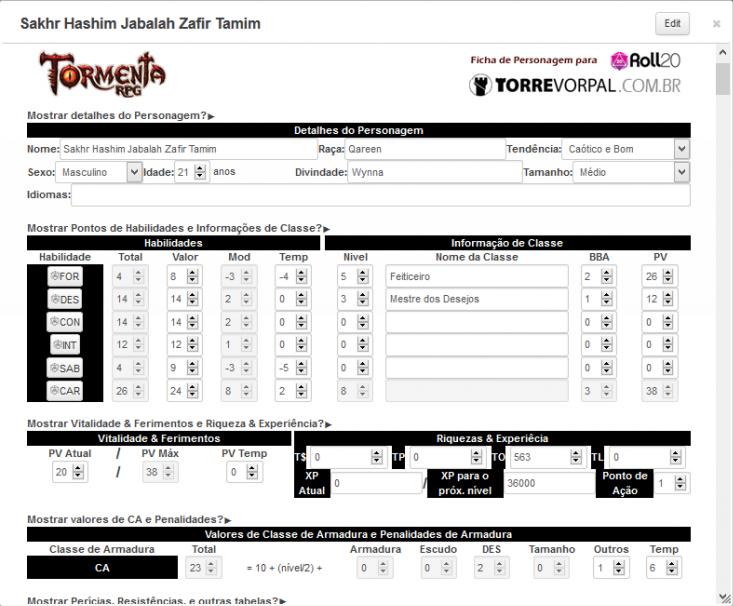 Sakhr Hashim Jabalah Zafir Tamim Edit ×
TORMENTA RPG
Ficha de Personagem para Roll20
TORREVORPAL.COM.BR
Mostrar detalhes do Personagem?▸
Detalhes do Personagem
Nome: Sakhr Hashim Jabalah Zafir Tamim Raça: Qareen Tendência: Caótico e Bom
Sexo: Masculino Idade: 21 anos Divindade: Wynna Tamanho: Médio
Idiomas:
Mostrar Pontos de Habilidades e Informações de Classe?▸
Habilidades Informação de Classe
Habilidade Total Valor Mod Temp Nivel Nome da Classe BBA PV
FOR 4 8 -3 -4 5 Feiticeiro 2 26
DES 14 14 2 0 3 Mestre dos Desejos 1 12
CON 14 14 2 0 0 0 0
INT 12 12 1 0 0 0 0
SAB 4 9 -3 -5 0 0 0
CAR 26 24 8 2 8 3 38
Mostrar Vitalidade & Ferimentos e Riqueza & Experiência?▸
Vitalidade & Ferimentos Riquezas & Experiêcia
PV Atual / PV Máx PV Temp T$ 0 TP 0 TO 563 TL 0
20 / 38 0 XP Atual 0 / XP para o próx. nivel 36000 Ponto de Ação 1
Mostrar valores de CA e Penalidades?▸
Valores de Classe de Armadura e Penalidades de Armadura
Classe de Armadura Total Armadura Escudo DES Tamanho Outros Temp
CA 23 = 10 + (nível/2) + 0 0 2 0 1 6
Mostrar Perícias, Resistências, e outras tabelas?▸